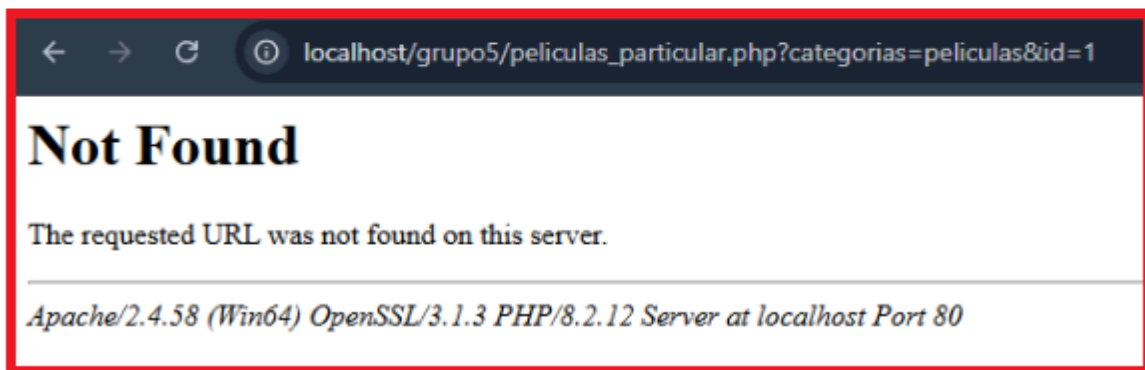 localhost/grupo5/peliculas_particular.php?categorias=peliculas&id=1
Not Found
The requested URL was not found on this server.
Apache/2.4.58 (Win64) OpenSSL/3.1.3 PHP/8.2.12 Server at localhost Port 80